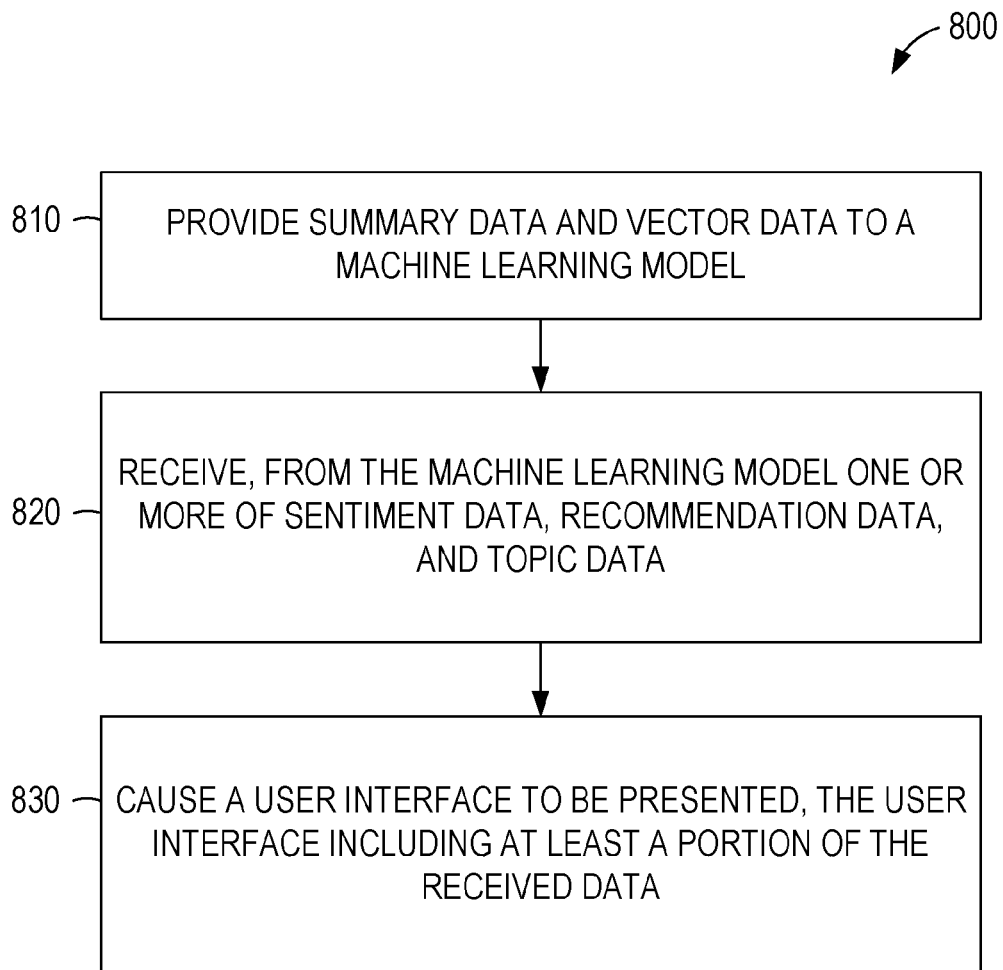 800
810
PROVIDE SUMMARY DATA AND VECTOR DATA TO A
MACHINE LEARNING MODEL
820
RECEIVE, FROM THE MACHINE LEARNING MODEL ONE OR
MORE OF SENTIMENT DATA, RECOMMENDATION DATA,
AND TOPIC DATA
830
CAUSE A USER INTERFACE TO BE PRESENTED, THE USER
INTERFACE INCLUDING AT LEAST A PORTION OF THE
RECEIVED DATA